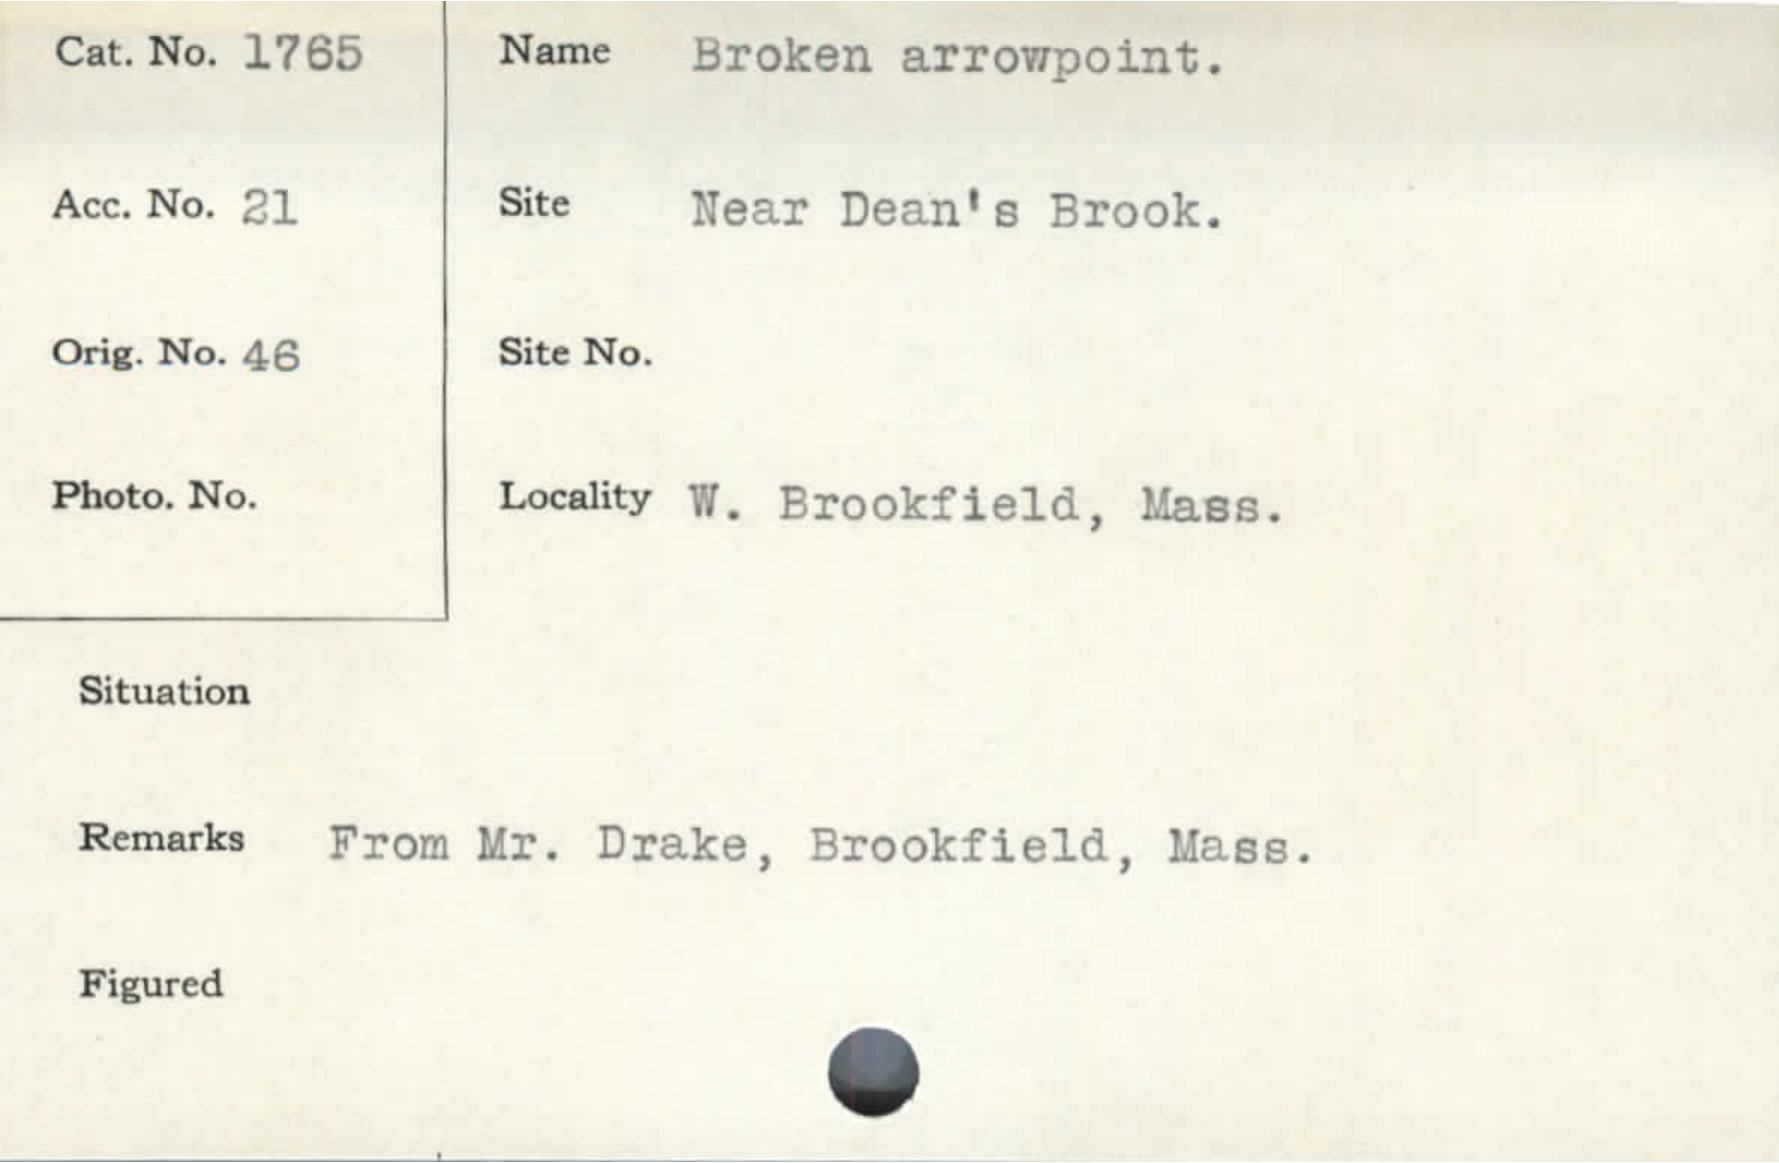 Cat. No. 1765
Name Broken arrowpoint.
Acc. No. 21
Site Near Dean's Brook.
Orig. No. 46
Site No.
Photo. No.
Locality W. Brookfield, Mass.
Situation
Remarks From Mr. Drake, Brookfield, Mass.
Figured